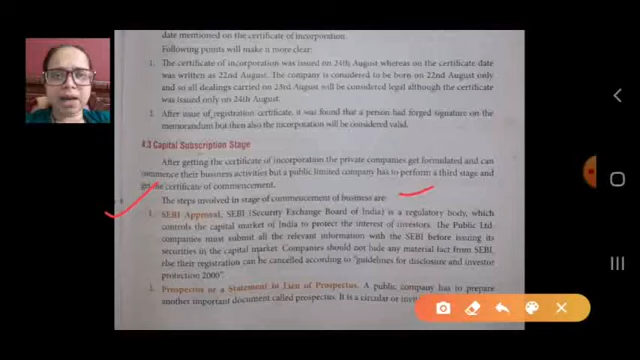 date mentioned on the certificate of incorporation.
Following points will make it more clear:
1. The certificate of incorporation was issued on 24th August whereas on the certificate date
was written as 22nd August. The company is considered to be born on 22nd August only
and so all dealings carried on 23rd August will be considered legal although the certificate
was issued only on 24th August.
2. After issue of registration certificate, it was found that a person had forged signature on the
memorandum but then also the incorporation will be considered valid.
4.3 Capital Subscription Stage
After getting the certificate of incorporation the private companies get formulated and can
commence their business activities but a public limited company has to perform a third stage and
get the certificate of commencement.
The steps involved in stage of commencement of business are:
1. SEBI Approval. SEBI (Security Exchange Board of India) is a regulatory body, which
controls the capital market of India to protect the interest of investors. The Public Ltd
companies must submit all the relevant information with the SEBI before issuing its
securities in the capital market. Companies should not hide any material fact from SEBI,
else their registration can be cancelled according to "guidelines for disclosure and investor
protection 2000".
Prospectus or a Statement in Lieu of Prospectus. A public company has to prepare
another important document called prospectus. It is a circular or